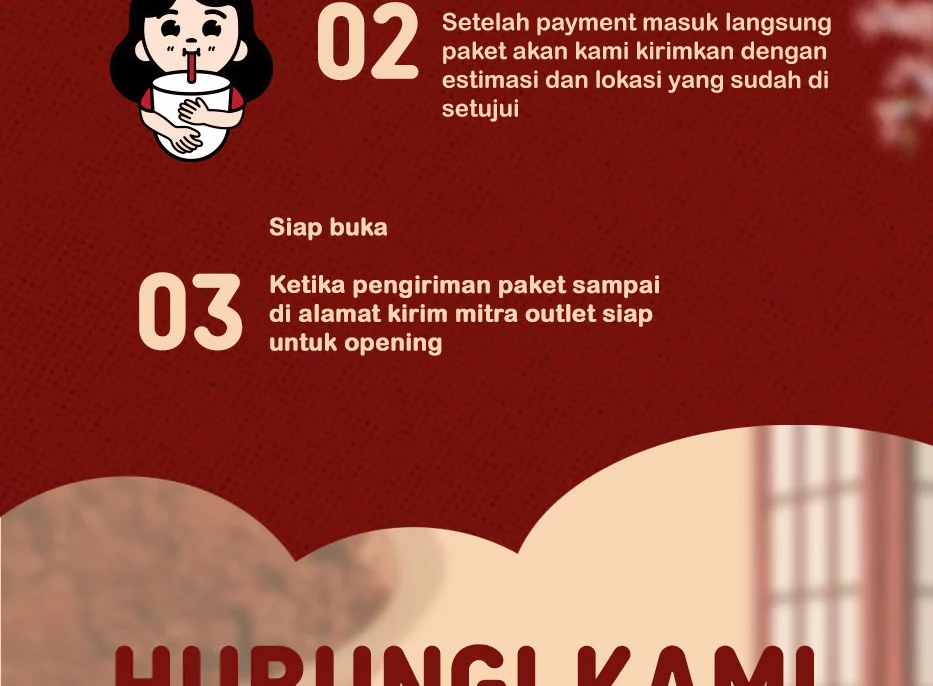 02
Setelah payment masuk langsung
paket akan kami kirimkan dengan
estimasi dan lokasi yang sudah di
setujui
Siap buka
03
Ketika pengiriman paket sampai
di alamat kirim mitra outlet siap
untuk opening
HUBUNGI KAMI